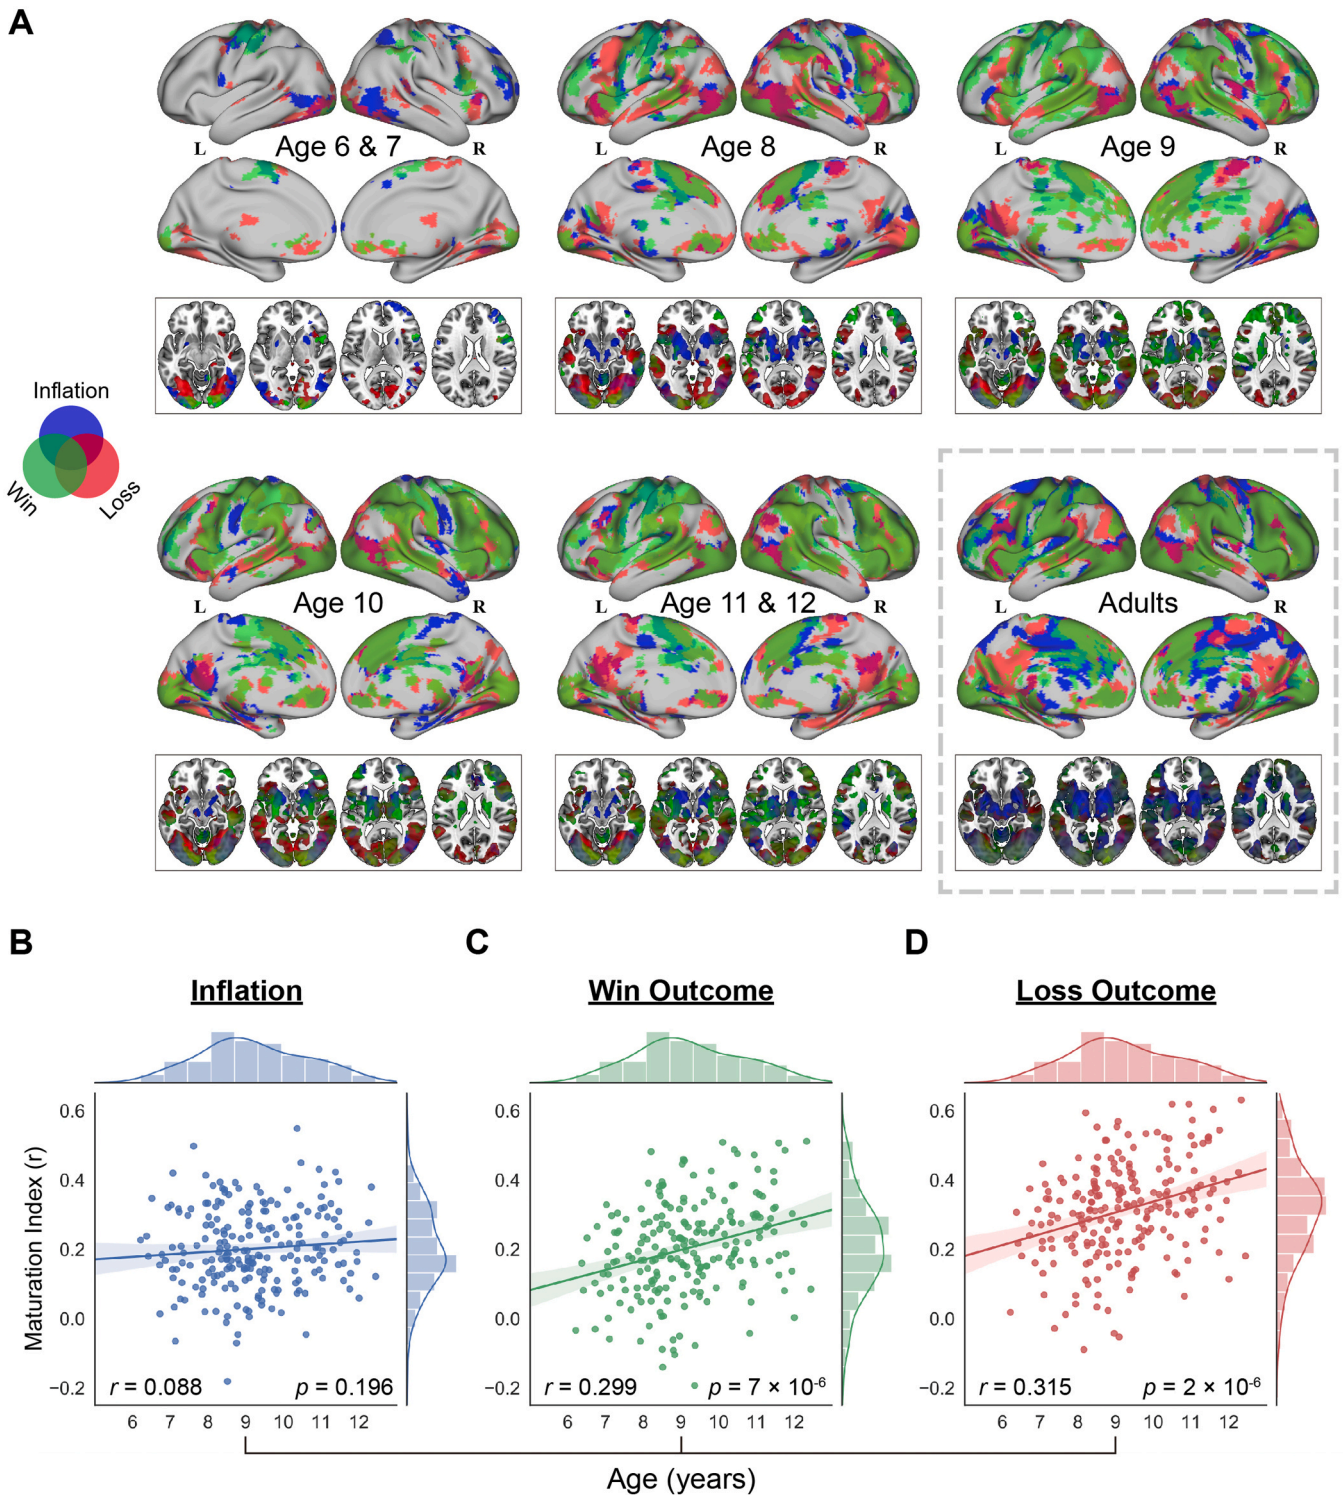 A
L
Age 6 & 7
R
L
Age 8
R
L
Age 9
R
Inflation
Win
Loss
L
Age 10
R
L
Age 11 & 12
R
L
Adults
R
B
C
D
Inflation
Win Outcome
Loss Outcome
Maturation Index (r)
0.6
0.4
0.2
0.0
−0.2
r = 0.088
p = 0.196
6 7 8 9 10 11 12
0.6
0.4
0.2
0.0
−0.2
r = 0.299
p = 7 × 10⁻⁶
6 7 8 9 10 11 12
0.6
0.4
0.2
0.0
−0.2
r = 0.315
p = 2 × 10⁻⁶
6 7 8 9 10 11 12
Age (years)